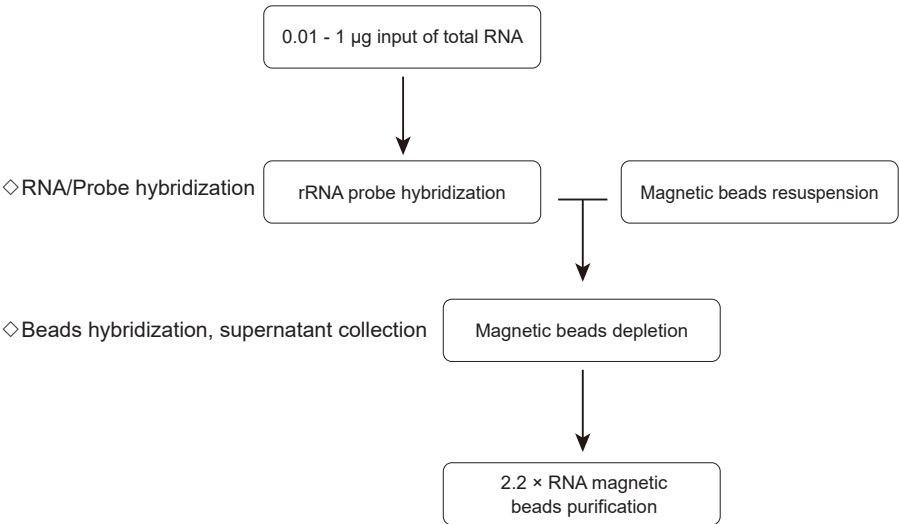 0.01 - 1 μg input of total RNA
◇RNA/Probe hybridization
rRNA probe hybridization
Magnetic beads resuspension
◇Beads hybridization, supernatant collection
Magnetic beads depletion
2.2 × RNA magnetic
beads purification